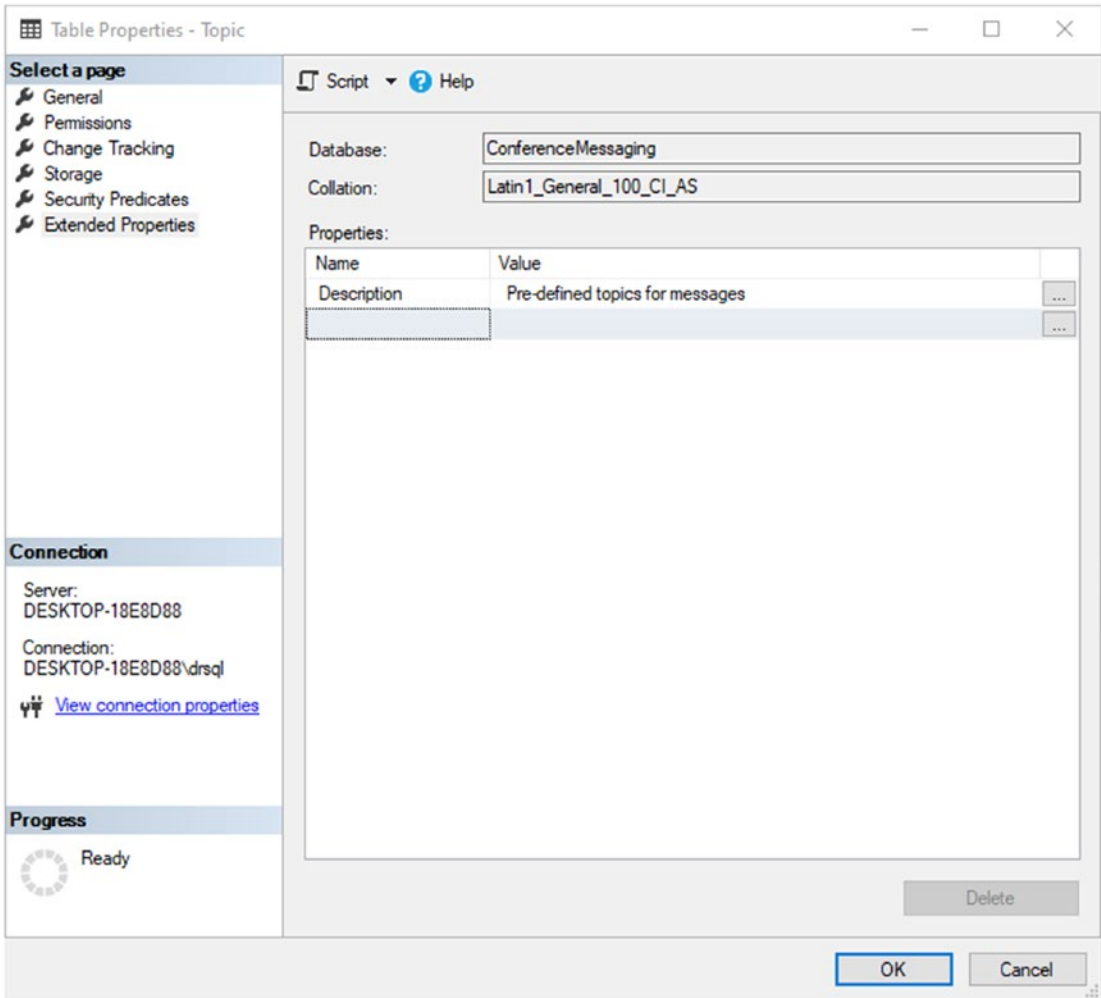 Table Properties - Topic
Select a page
General
Permissions
Change Tracking
Storage
Security Predicates
Extended Properties
Connection
Server:
DESKTOP-18E8D88
Connection:
DESKTOP-18E8D88\drsql
View connection properties
Progress
Ready
Script Help
Database: ConferenceMessaging
Collation: Latin1_General_100_CI_AS
Properties:
Name Value
Description Pre-defined topics for messages ...
...
Delete
OK Cancel